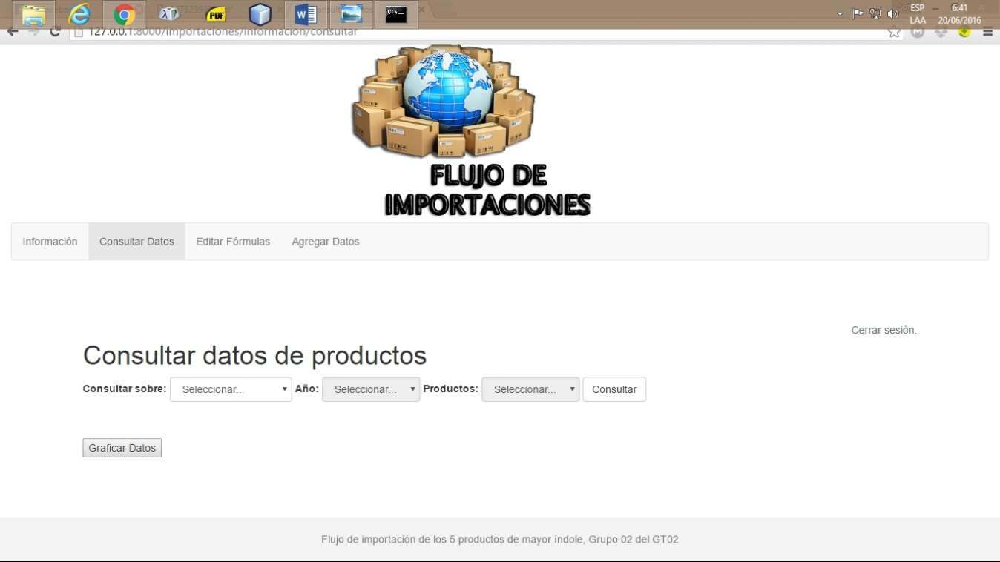 ESP 6:41
LAA 20/06/2016
127.0.0.1:8000/importaciones/informacion/consultar
FLUJO DE
IMPORTACIONES
Información Consultar Datos Editar Fórmulas Agregar Datos
Cerrar sesión.
Consultar datos de productos
Consultar sobre: Seleccionar... Año: Seleccionar... Productos: Seleccionar... Consultar
Graficar Datos
Flujo de importación de los 5 productos de mayor índole, Grupo 02 del GT02